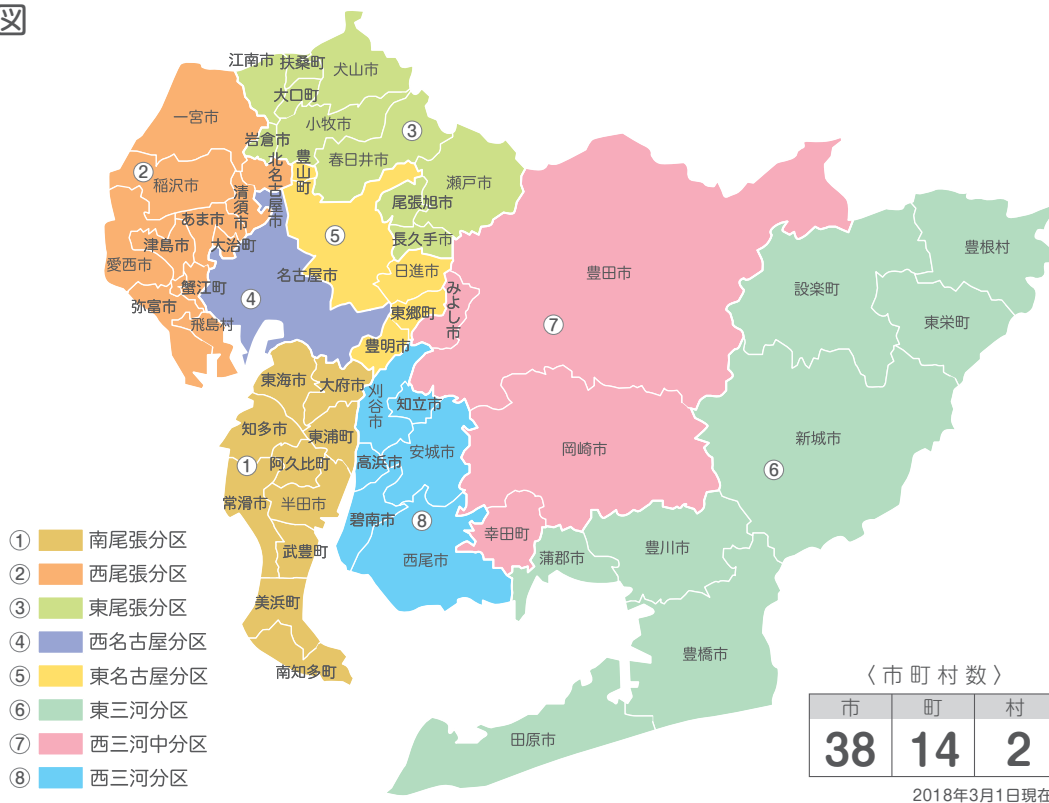 図
江南市
扶桑町
犬山市
大口町
一宮市
小牧市
③
岩倉市
春日井市
②
稲沢市
北名古屋市
豊山町
瀬戸市
清須市
尾張旭市
あま市
⑤
長久手市
津島市
大治町
愛西市
名古屋市
日進市
豊田市
豊根村
設楽町
蟹江町
④
みよし市
弥富市
東郷町
飛島村
⑦
東栄町
豊明市
東海市
大府市
刈谷市
知立市
知多市
東浦町
新城市
安城市
岡崎市
①
阿久比町
高浜市
⑥
常滑市
半田市
碧南市
⑧
幸田町
武豊町
西尾市
蒲郡市
豊川市
美浜町
豊橋市
南知多町
田原市
① 南尾張分区
② 西尾張分区
③ 東尾張分区
④ 西名古屋分区
⑤ 東名古屋分区
⑥ 東三河分区
⑦ 西三河中分区
⑧ 西三河分区
〈市町村数〉
市 町 村
38 14 2
2018年3月1日現在